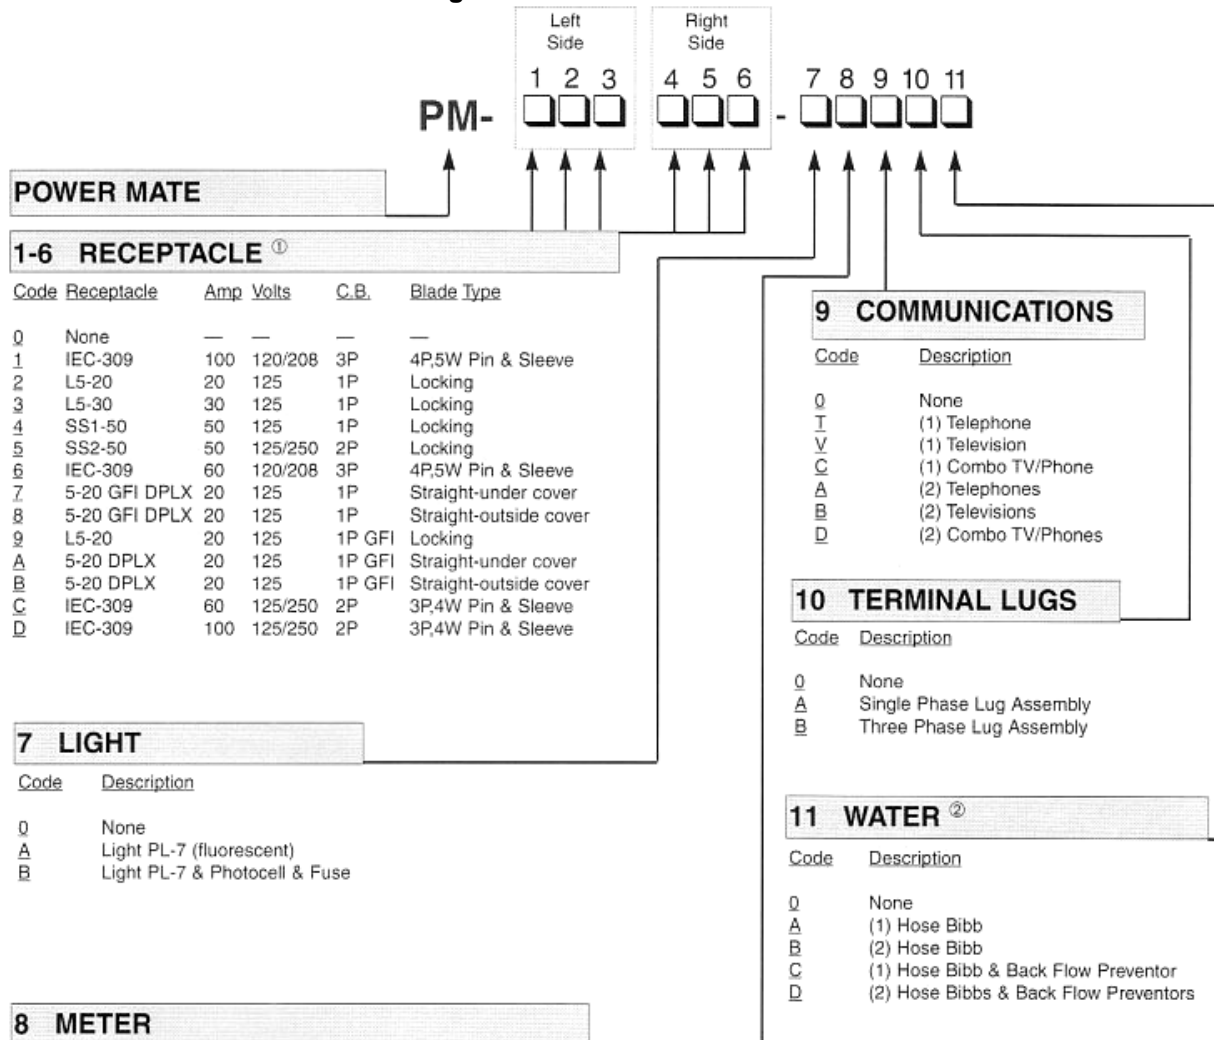 Left Right
Side Side
1 2 3 4 5 6 7 8 9 10 11
PM- -
POWER MATE
1-6 RECEPTACLE ①
Code Receptacle Amp Volts C.B. Blade Type
0 None — — — —
1 IEC-309 100 120/208 3P 4P,5W Pin & Sleeve
2 L5-20 20 125 1P Locking
3 L5-30 30 125 1P Locking
4 SS1-50 50 125 1P Locking
5 SS2-50 50 125/250 2P Locking
6 IEC-309 60 120/208 3P 4P,5W Pin & Sleeve
7 5-20 GFI DPLX 20 125 1P Straight-under cover
8 5-20 GFI DPLX 20 125 1P Straight-outside cover
9 L5-20 20 125 1P GFI Locking
A 5-20 DPLX 20 125 1P GFI Straight-under cover
B 5-20 DPLX 20 125 1P GFI Straight-outside cover
C IEC-309 60 125/250 2P 3P,4W Pin & Sleeve
D IEC-309 100 125/250 2P 3P,4W Pin & Sleeve
7 LIGHT
Code Description
0 None
A Light PL-7 (fluorescent)
B Light PL-7 & Photocell & Fuse
8 METER
9 COMMUNICATIONS
Code Description
0 None
T (1) Telephone
V (1) Television
C (1) Combo TV/Phone
A (2) Telephones
B (2) Televisions
D (2) Combo TV/Phones
10 TERMINAL LUGS
Code Description
0 None
A Single Phase Lug Assembly
B Three Phase Lug Assembly
11 WATER ②
Code Description
0 None
A (1) Hose Bibb
B (2) Hose Bibb
C (1) Hose Bibb & Back Flow Preventor
D (2) Hose Bibbs & Back Flow Preventors